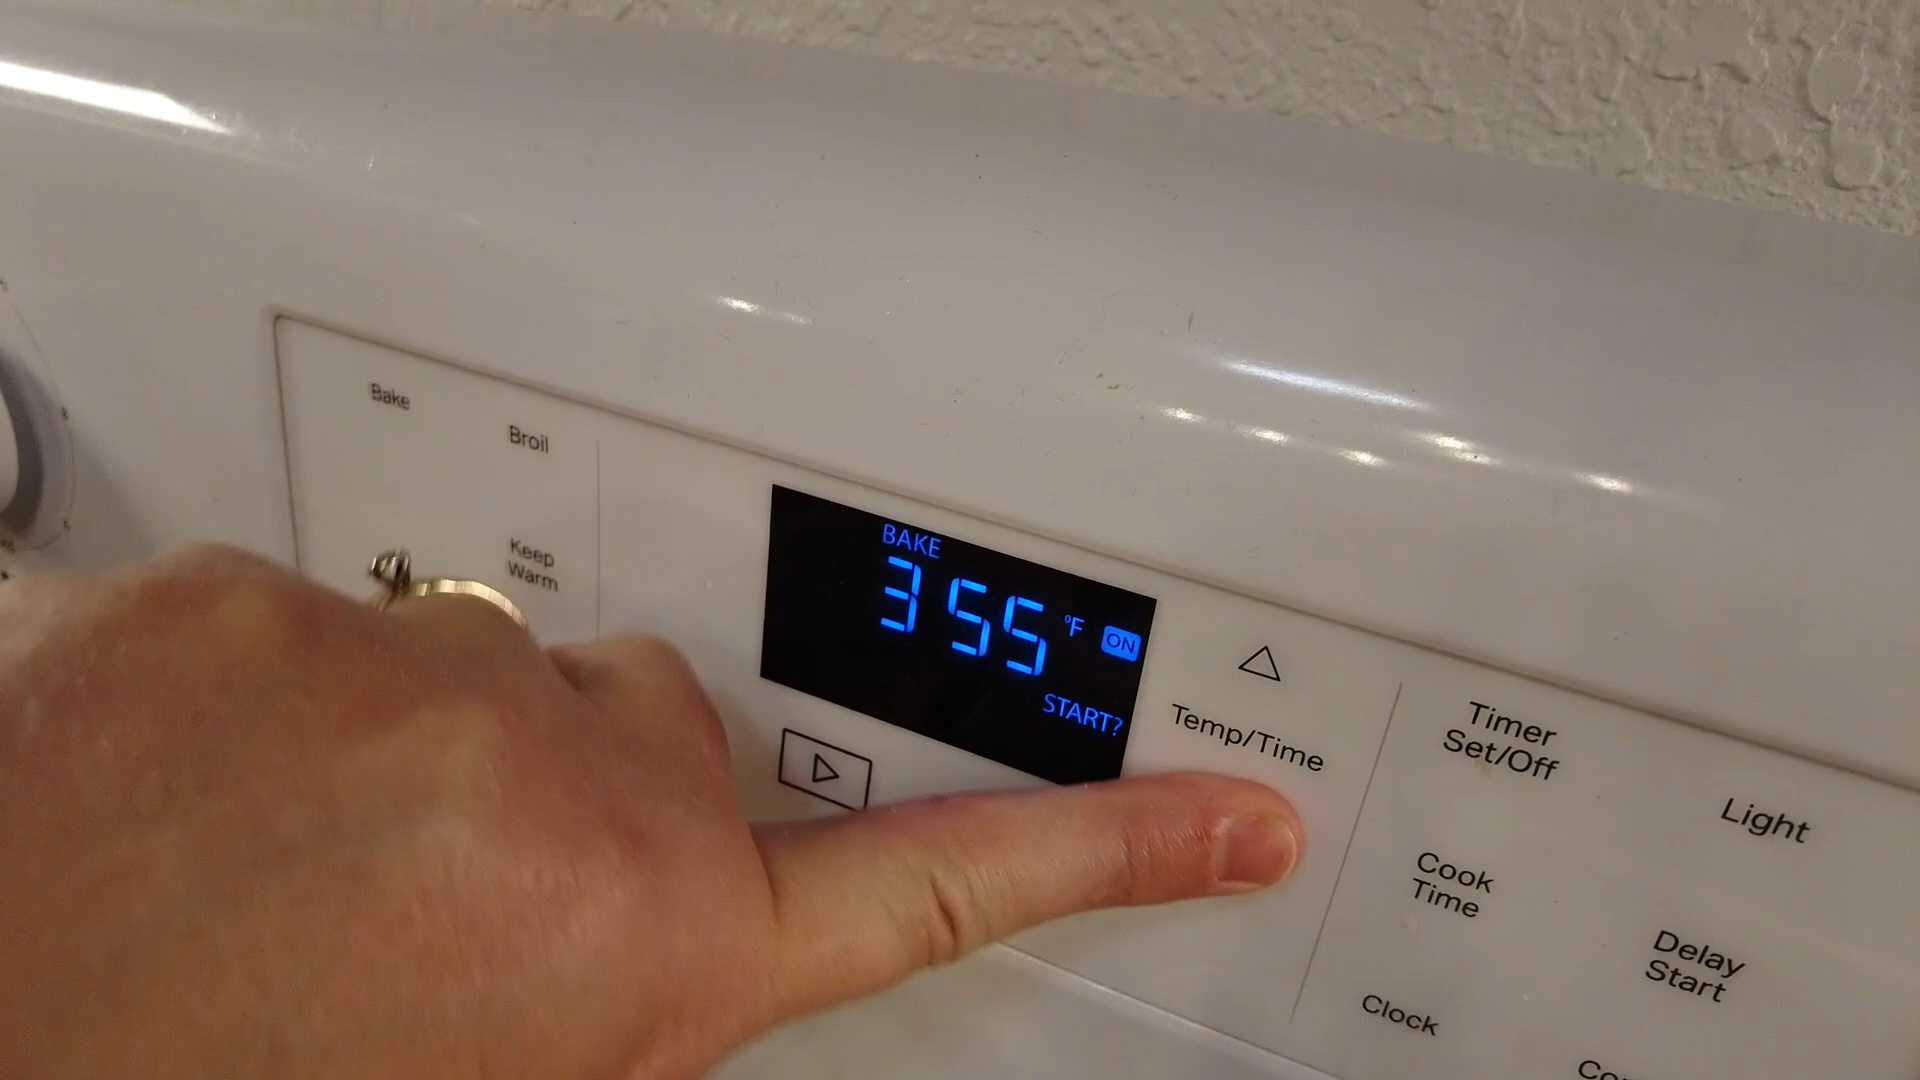 Bake
Broil
Keep
Warm
BAKE
355 °F ON
START?
Temp/Time
Timer
Set/Off
Light
Cook
Time
Delay
Start
Clock